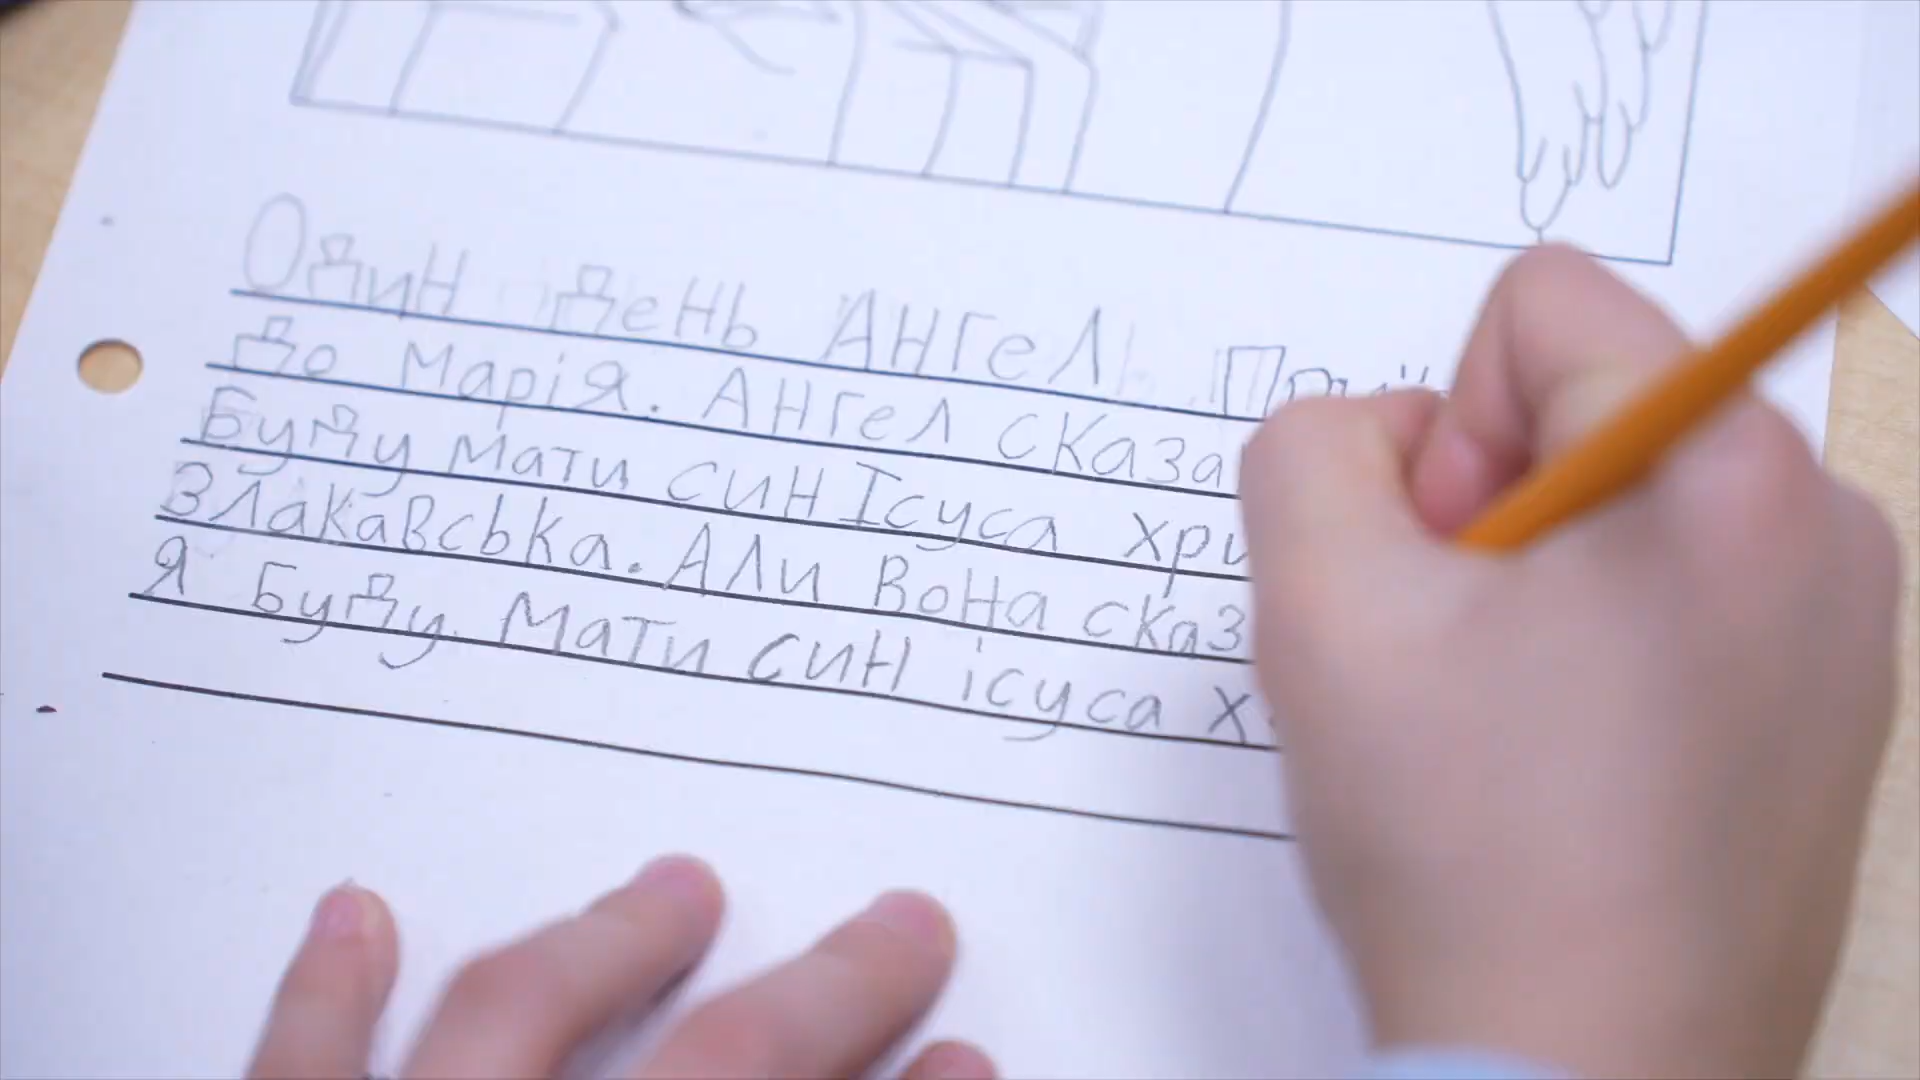 Один день Ангел
до Марія. Ангел сказа
Буду мати син Ісуса Хри
Злакавська. Али вона сказ
Я буду мати син ісуса Х